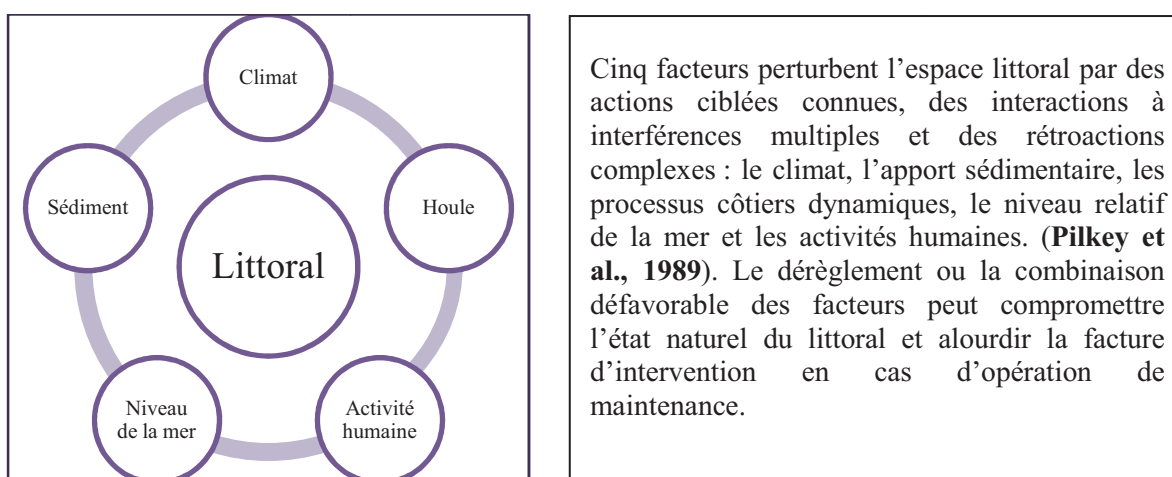 Climat
Sédiment
Houle
Littoral
Niveau
de la mer
Activité
humaine
Cinq facteurs perturbent l’espace littoral par des
actions ciblées connues, des interactions à
interférences multiples et des rétroactions
complexes : le climat, l’apport sédimentaire, les
processus côtiers dynamiques, le niveau relatif
de la mer et les activités humaines. (Pilkey et
al., 1989). Le dérèglement ou la combinaison
défavorable des facteurs peut compromettre
l’état naturel du littoral et alourdir la facture
d’intervention en cas d’opération de
maintenance.